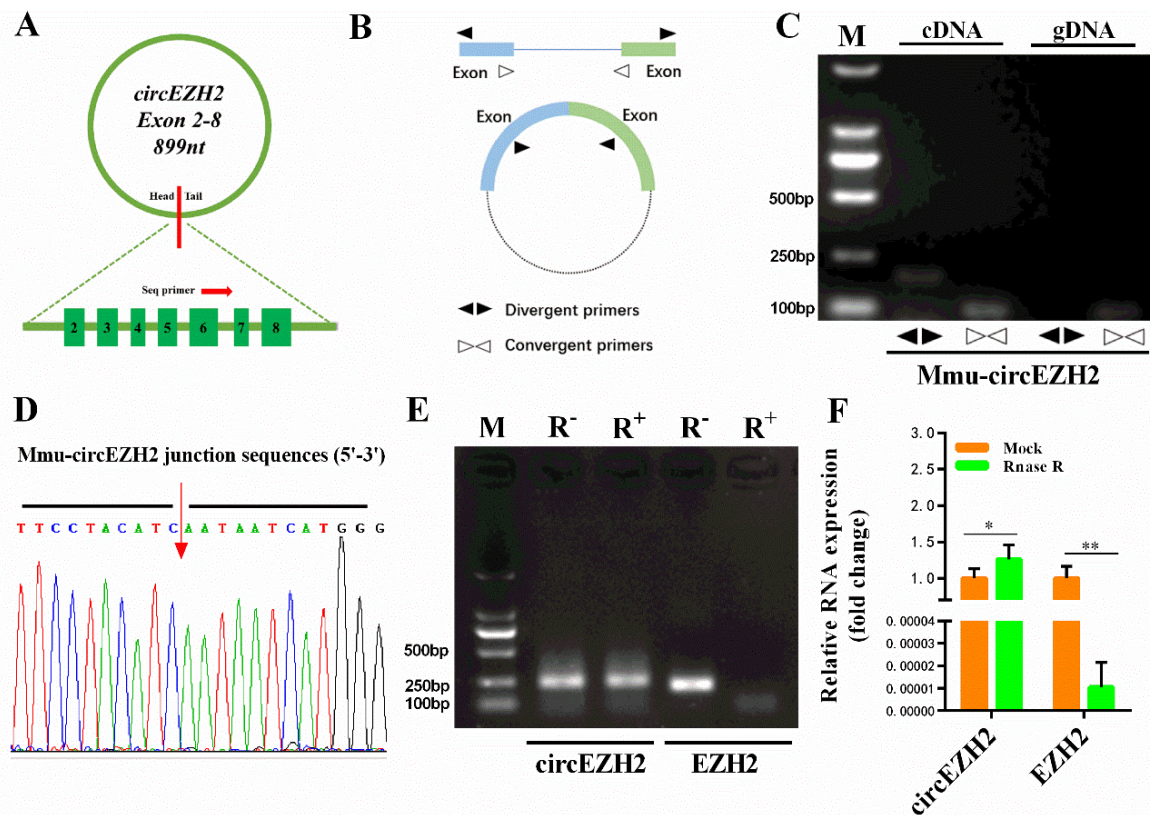 A
circEZH2
Exon 2-8
899nt
Head Tail
Seq primer
2 3 4 5 6 7 8
B
Exon Exon
Exon Exon
Divergent primers
Convergent primers
C
M cDNA gDNA
500bp
250bp
100bp
Mmu-circEZH2
D
Mmu-circEZH2 junction sequences (5'-3')
T T C C T A C A T C A A T A A T C A T G G G
E
M R- R+ R- R+
500bp
250bp
100bp
circEZH2 EZH2
F
Relative RNA expression
(fold change)
3.0
2.5
2.0
1.5
1.0
0.00004
0.00003
0.00002
0.00001
0.00000
Mock
Rnase R
*
**
circEZH2
EZH2